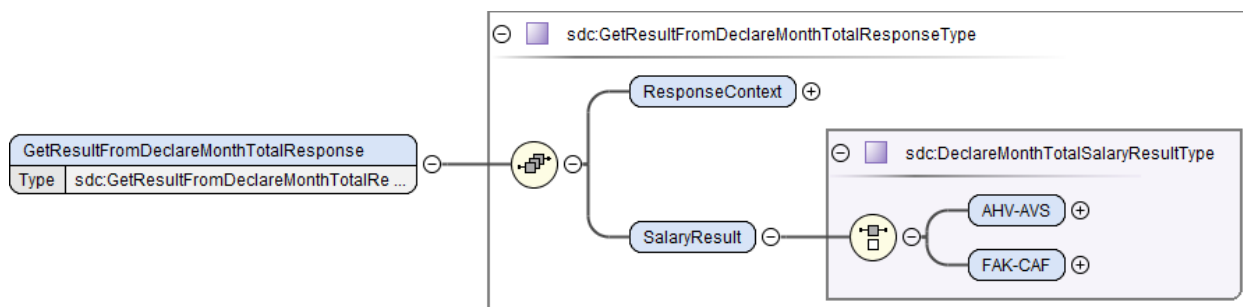 sdc:GetResultFromDeclareMonthTotalResponseType
ResponseContext
GetResultFromDeclareMonthTotalResponse
Type sdc:GetResultFromDeclareMonthTotalRe ...
sdc:DeclareMonthTotalSalaryResultType
SalaryResult
AHV-AVS
FAK-CAF